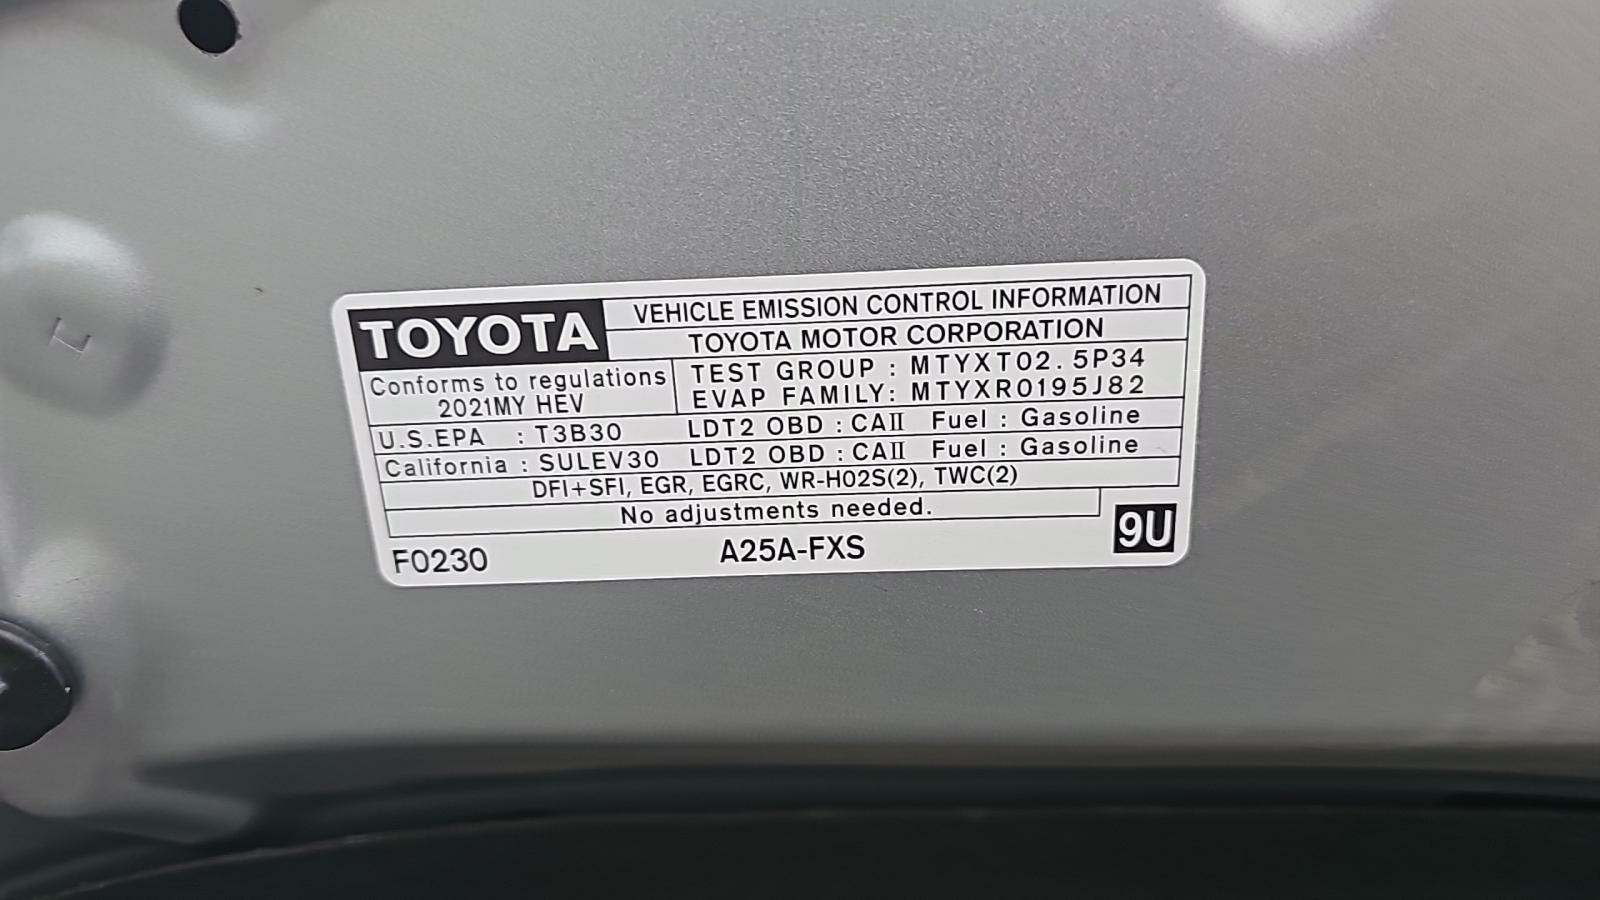 TOYOTA
VEHICLE EMISSION CONTROL INFORMATION
TOYOTA MOTOR CORPORATION
Conforms to regulations
2021MY HEV
TEST GROUP : MTYXT02.5P34
EVAP FAMILY: MTYXR0195J82
U.S.EPA : T3B30 LDT2 OBD : CAII Fuel : Gasoline
California : SULEV30 LDT2 OBD : CAII Fuel : Gasoline
DFI+SFI, EGR, EGRC, WR-HO2S(2), TWC(2)
No adjustments needed.
F0230 A25A-FXS 9U